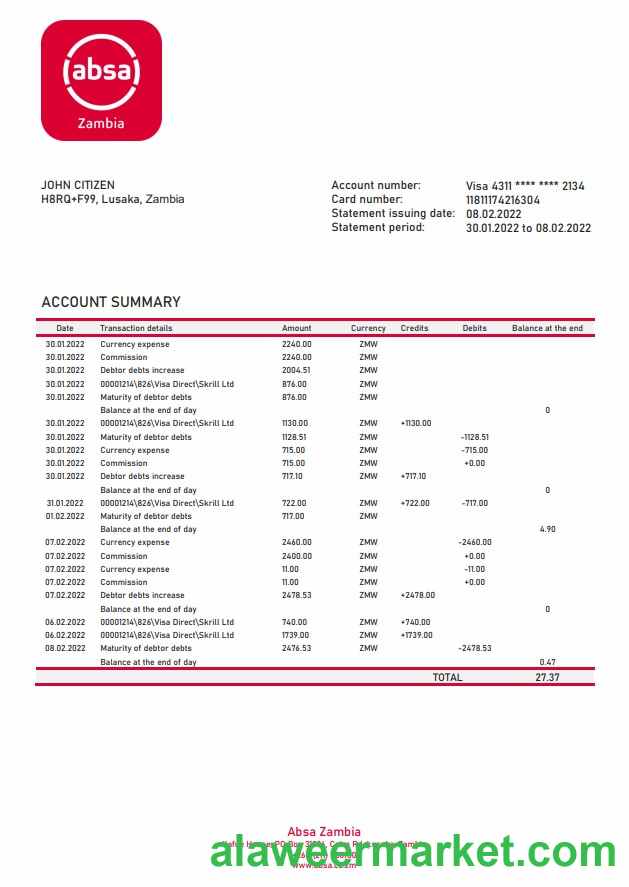 absa
Zambia
JOHN CITIZEN
H8RQ+F99, Lusaka, Zambia
Account number: Visa 4311 **** **** 2134
Card number: 11811174216304
Statement issuing date: 08.02.2022
Statement period: 30.01.2022 to 08.02.2022
ACCOUNT SUMMARY
Date Transaction details Amount Currency Credits Debits Balance at the end
30.01.2022 Currency expense 2240.00 ZMW
30.01.2022 Commission 2240.00 ZMW
30.01.2022 Debtor debts increase 2004.51 ZMW
30.01.2022 00001214\826\Visa Direct\Skrill Ltd 876.00 ZMW
30.01.2022 Maturity of debtor debts 876.00 ZMW
Balance at the end of day 0
30.01.2022 00001214\826\Visa Direct\Skrill Ltd 1130.00 ZMW +1130.00
30.01.2022 Maturity of debtor debts 1128.51 ZMW -1128.51
30.01.2022 Currency expense 715.00 ZMW -715.00
30.01.2022 Commission 715.00 ZMW +0.00
30.01.2022 Debtor debts increase 717.10 ZMW +717.10
Balance at the end of day 0
31.01.2022 00001214\826\Visa Direct\Skrill Ltd 722.00 ZMW +722.00 -717.00
01.02.2022 Maturity of debtor debts 717.00 ZMW
Balance at the end of day 4.90
07.02.2022 Currency expense 2460.00 ZMW -2460.00
07.02.2022 Commission 2400.00 ZMW +0.00
07.02.2022 Currency expense 11.00 ZMW -11.00
07.02.2022 Commission 11.00 ZMW +0.00
07.02.2022 Debtor debts increase 2478.53 ZMW +2478.00
Balance at the end of day 0
06.02.2022 00001214\826\Visa Direct\Skrill Ltd 740.00 ZMW +740.00
06.02.2022 00001214\826\Visa Direct\Skrill Ltd 1739.00 ZMW +1739.00
08.02.2022 Maturity of debtor debts 2476.53 ZMW -2478.53
Balance at the end of day 0.47
TOTAL 27.37
Absa Zambia
alaweermarket.com